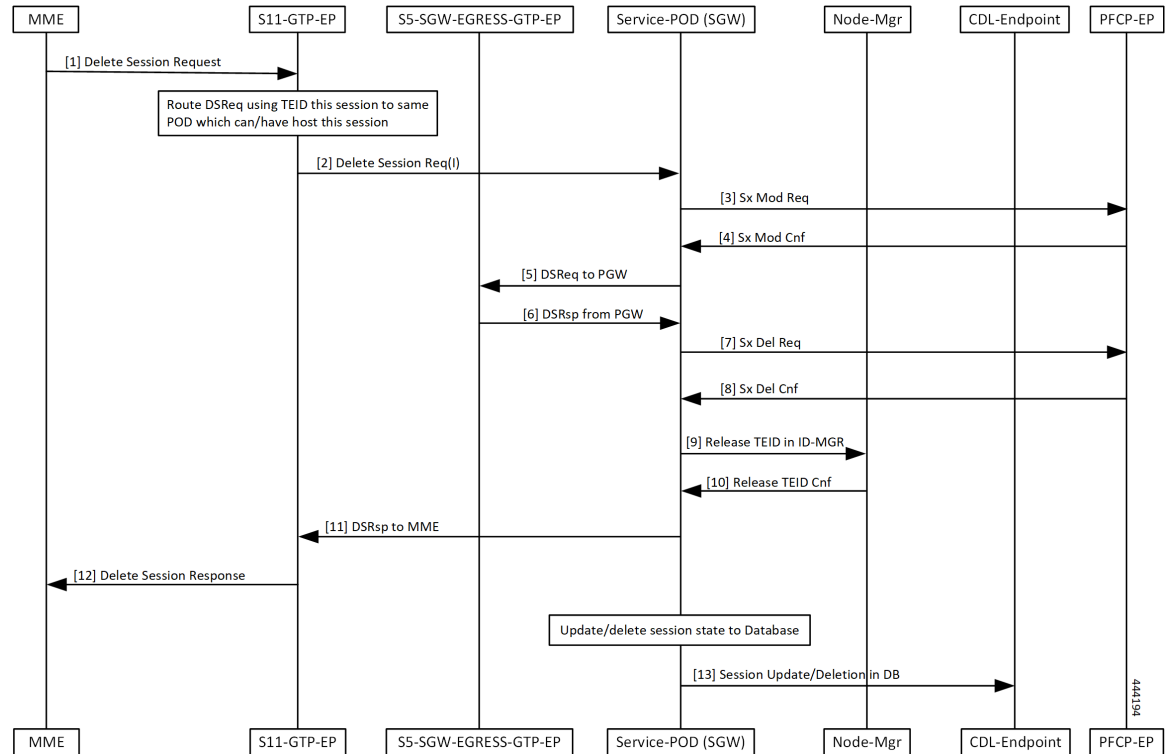 MME
S11-GTP-EP
S5-SGW-EGRESS-GTP-EP
Service-POD (SGW)
Node-Mgr
CDL-Endpoint
PFCP-EP
[1] Delete Session Request
Route DSReq using TEID this session to same
POD which can/have host this session
[2] Delete Session Req(I)
[3] Sx Mod Req
[4] Sx Mod Cnf
[5] DSReq to PGW
[6] DSRsp from PGW
[7] Sx Del Req
[8] Sx Del Cnf
[9] Release TEID in ID-MGR
[10] Release TEID Cnf
[11] DSRsp to MME
[12] Delete Session Response
Update/delete session state to Database
[13] Session Update/Deletion in DB
444194
MME
S11-GTP-EP
S5-SGW-EGRESS-GTP-EP
Service-POD (SGW)
Node-Mgr
CDL-Endpoint
PFCP-EP